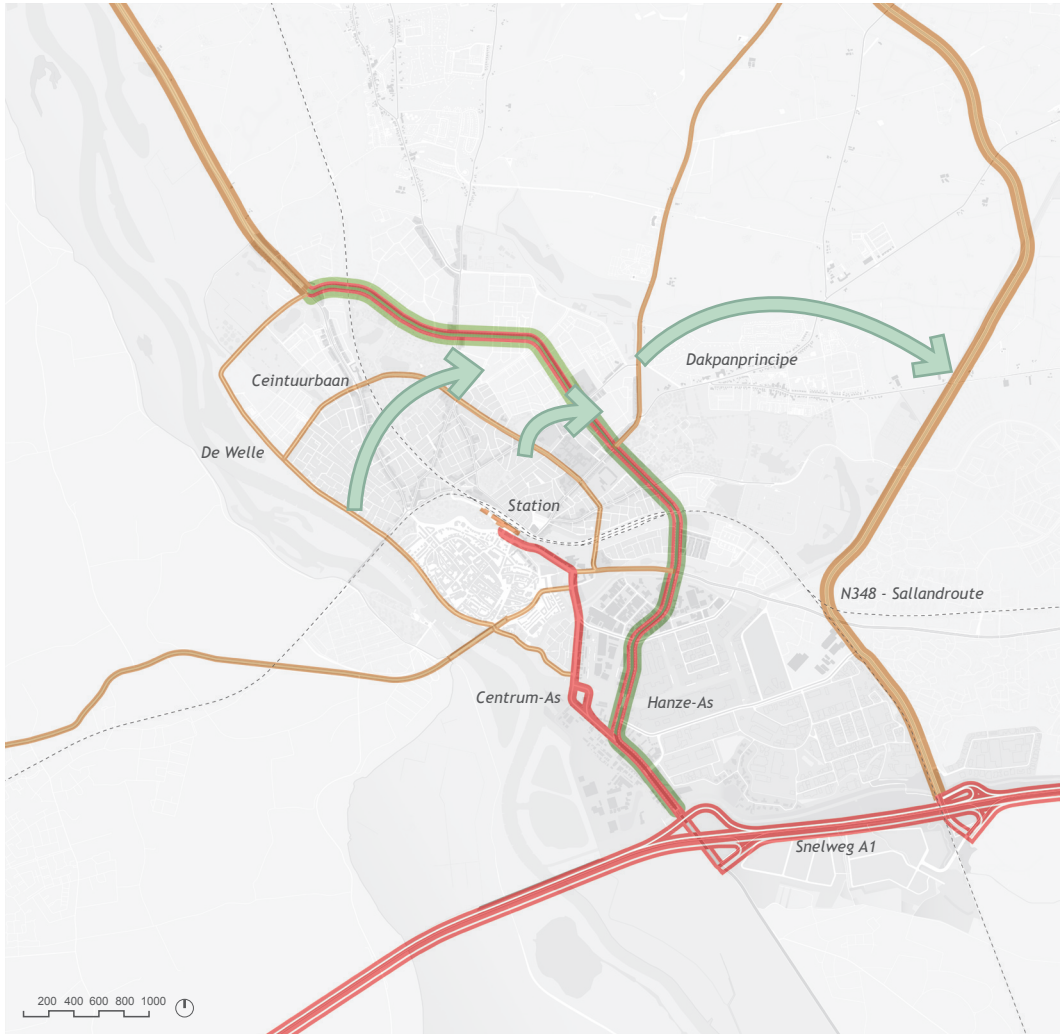 Dakpanprincipe
Ceintuurbaan
De Welle
Station
N348 - Sallandroute
Centrum-As
Hanze-As
Snelweg A1
200 400 600 800 1000